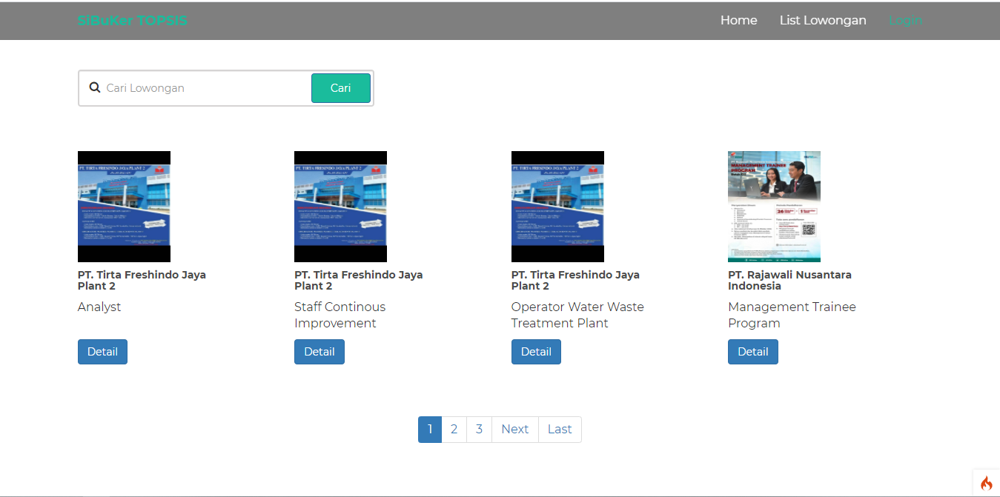 SiBuKer TOPSIS
Home
List Lowongan
Login
Cari Lowongan
Cari
PT. TIRTA FRESINDO JAYA PLANT 2
PT. TIRTA FRESINDO JAYA PLANT 2
PT. TIRTA FRESINDO JAYA PLANT 2
MANAGEMENT TRAINEE
PROGRAM
PT. Tirta Freshindo Jaya
Plant 2
PT. Tirta Freshindo Jaya
Plant 2
PT. Tirta Freshindo Jaya
Plant 2
PT. Rajawali Nusantara
Indonesia
Analyst
Staff Continous
Improvement
Operator Water Waste
Treatment Plant
Management Trainee
Program
Detail
Detail
Detail
Detail
1
2
3
Next
Last